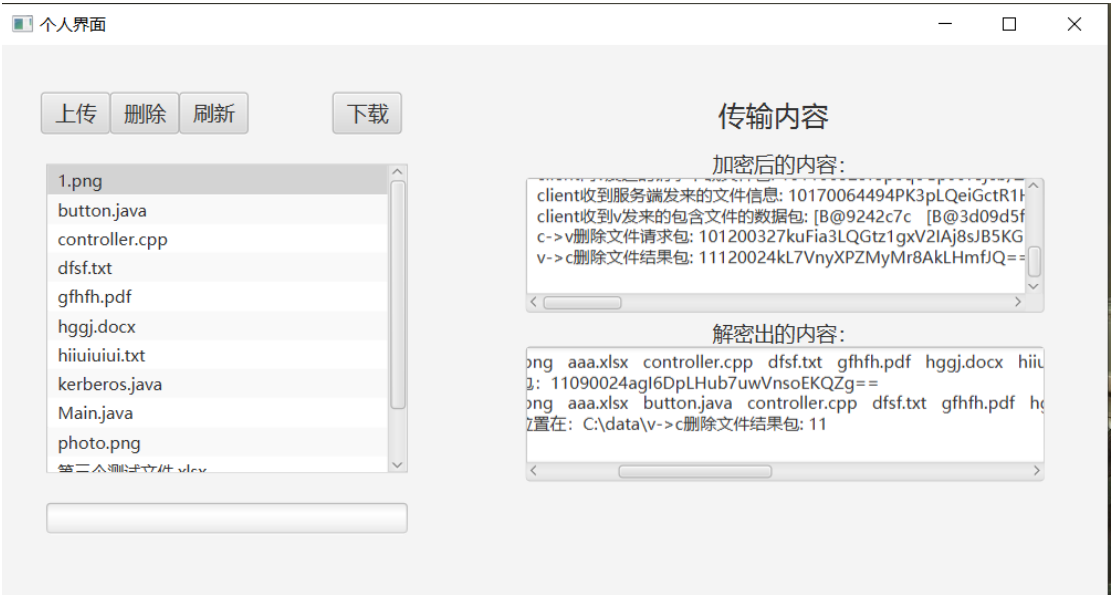 个人界面
上传 删除 刷新 下载
1.png
button.java
controller.cpp
dfsf.txt
gfhfh.pdf
hggj.docx
hiiuiuiui.txt
kerberos.java
Main.java
photo.png
传输内容
加密后的内容：
client收到服务端发来的文件信息: 10170064494PK3pLQeiGctR1H
client收到v发来的包含文件的数据包: [B@9242c7c [B@3d09d5f
c->v删除文件请求包: 101200327kuFia3LQGtz1gxV2IAj8sJB5KG
v->c删除文件结果包: 11120024kL7VnyXPZMyMr8AkLHmfJQ==
解密出的内容：
png aaa.xlsx controller.cpp dfsf.txt gfhfh.pdf hggj.docx hiiu
包：11090024agI6DpLHub7uwVnsoEKQZg==
png aaa.xlsx button.java controller.cpp dfsf.txt gfhfh.pdf hg
位置在：C:\data\v->c删除文件结果包: 11